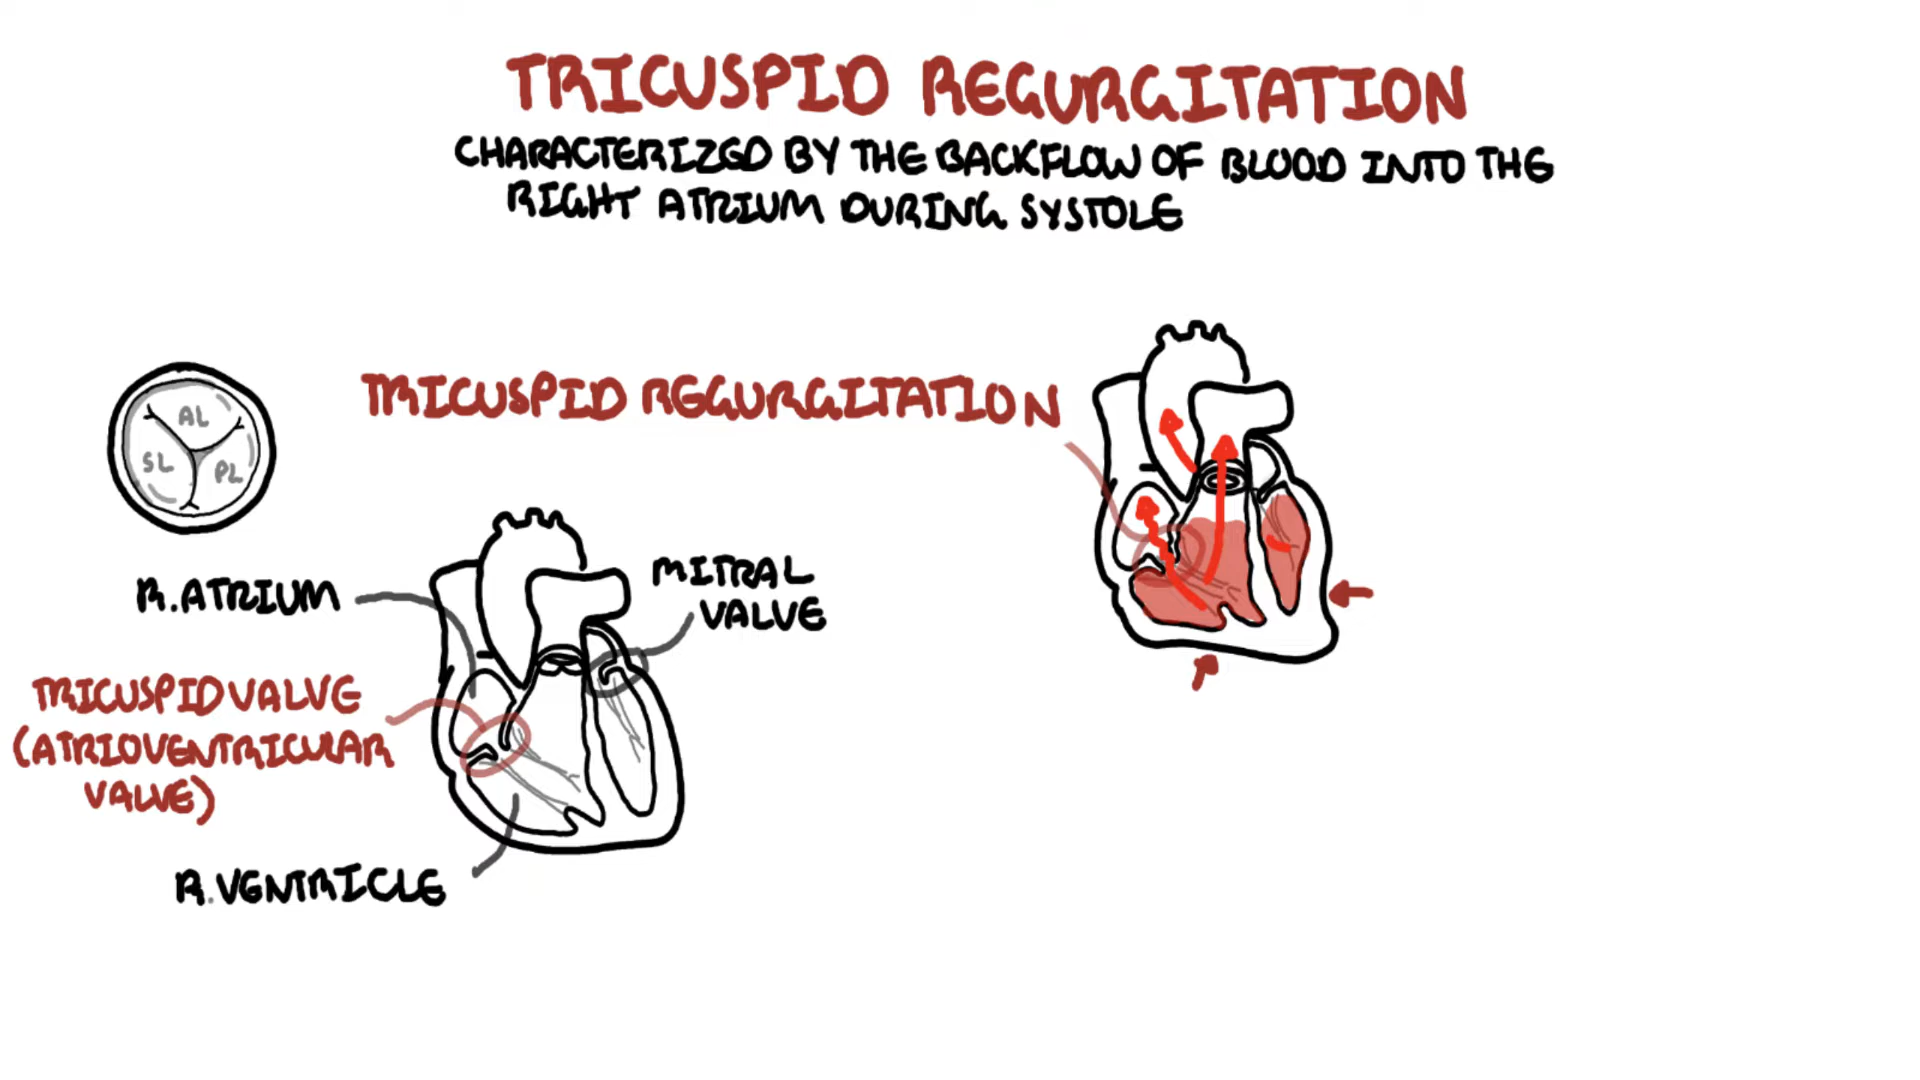 TRICUSPID REGURGITATION
CHARACTERIZED BY THE BACKFLOW OF BLOOD INTO THE
RIGHT ATRIUM DURING SYSTOLE
TRICUSPID REGURGITATION
AL
SL
PL
R. ATRIUM
MITRAL
VALVE
TRICUSPID VALVE
(ATRIOVENTRICULAR
VALVE)
R. VENTRICLE